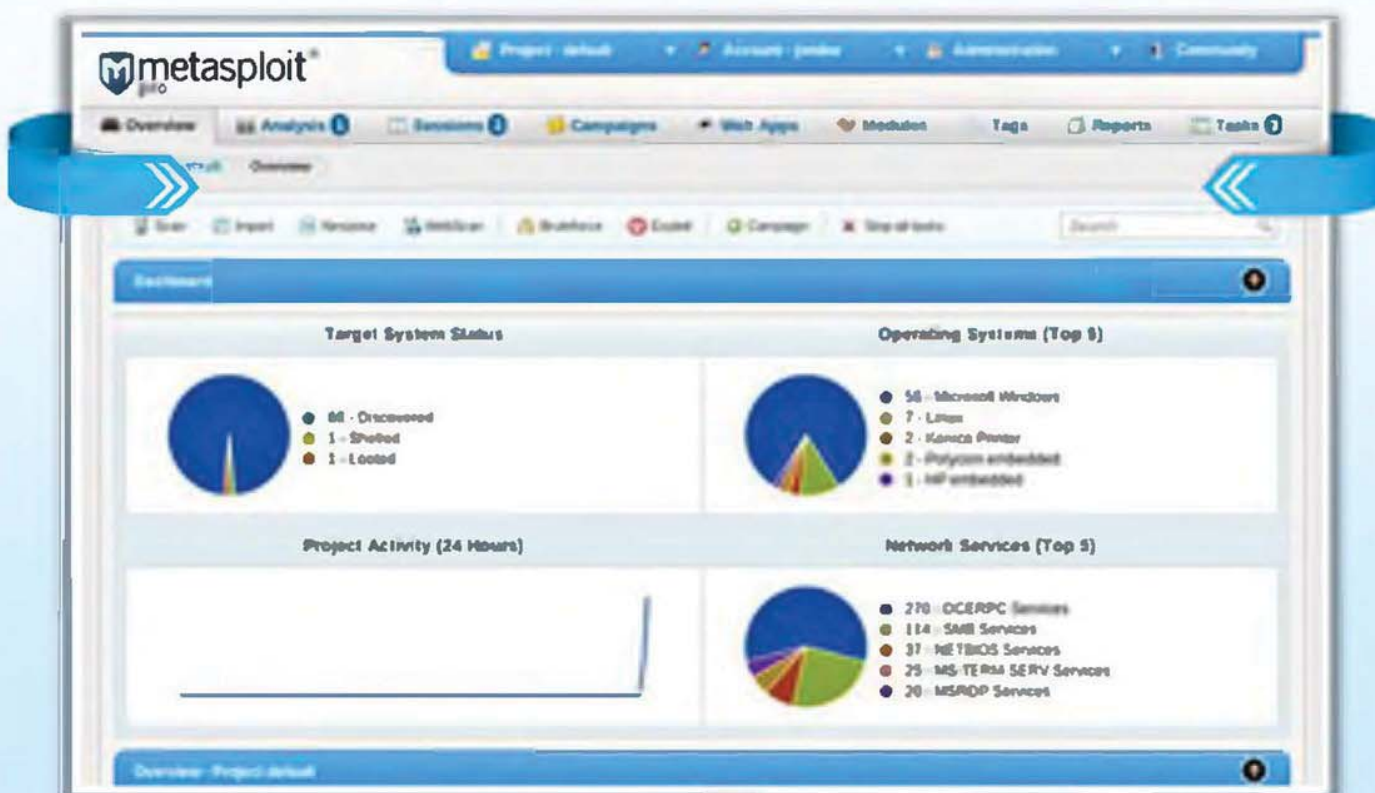 metasploit®
pro
Project - default Account - Administration Community
Overview Analysis Sessions Campaigns Web Apps Modules Tags Reports Tasks
Overview
Scan Import WebScan Bruteforce Exploit Campaign Stop all tasks Search
Dashboard
Target System Status
Discovered
1 - Shelled
1 - Looted
Operating Systems (Top 5)
Microsoft Windows
7 - Linux
2 - Konica Printer
2 - Polycom embedded
1 - HP embedded
Project Activity (24 Hours)
Network Services (Top 5)
270 - DCERPC Services
114 - SMB Services
37 - NETBIOS Services
MS-TERM SERV Services
20 - MSRDP Services
Overview - Project default